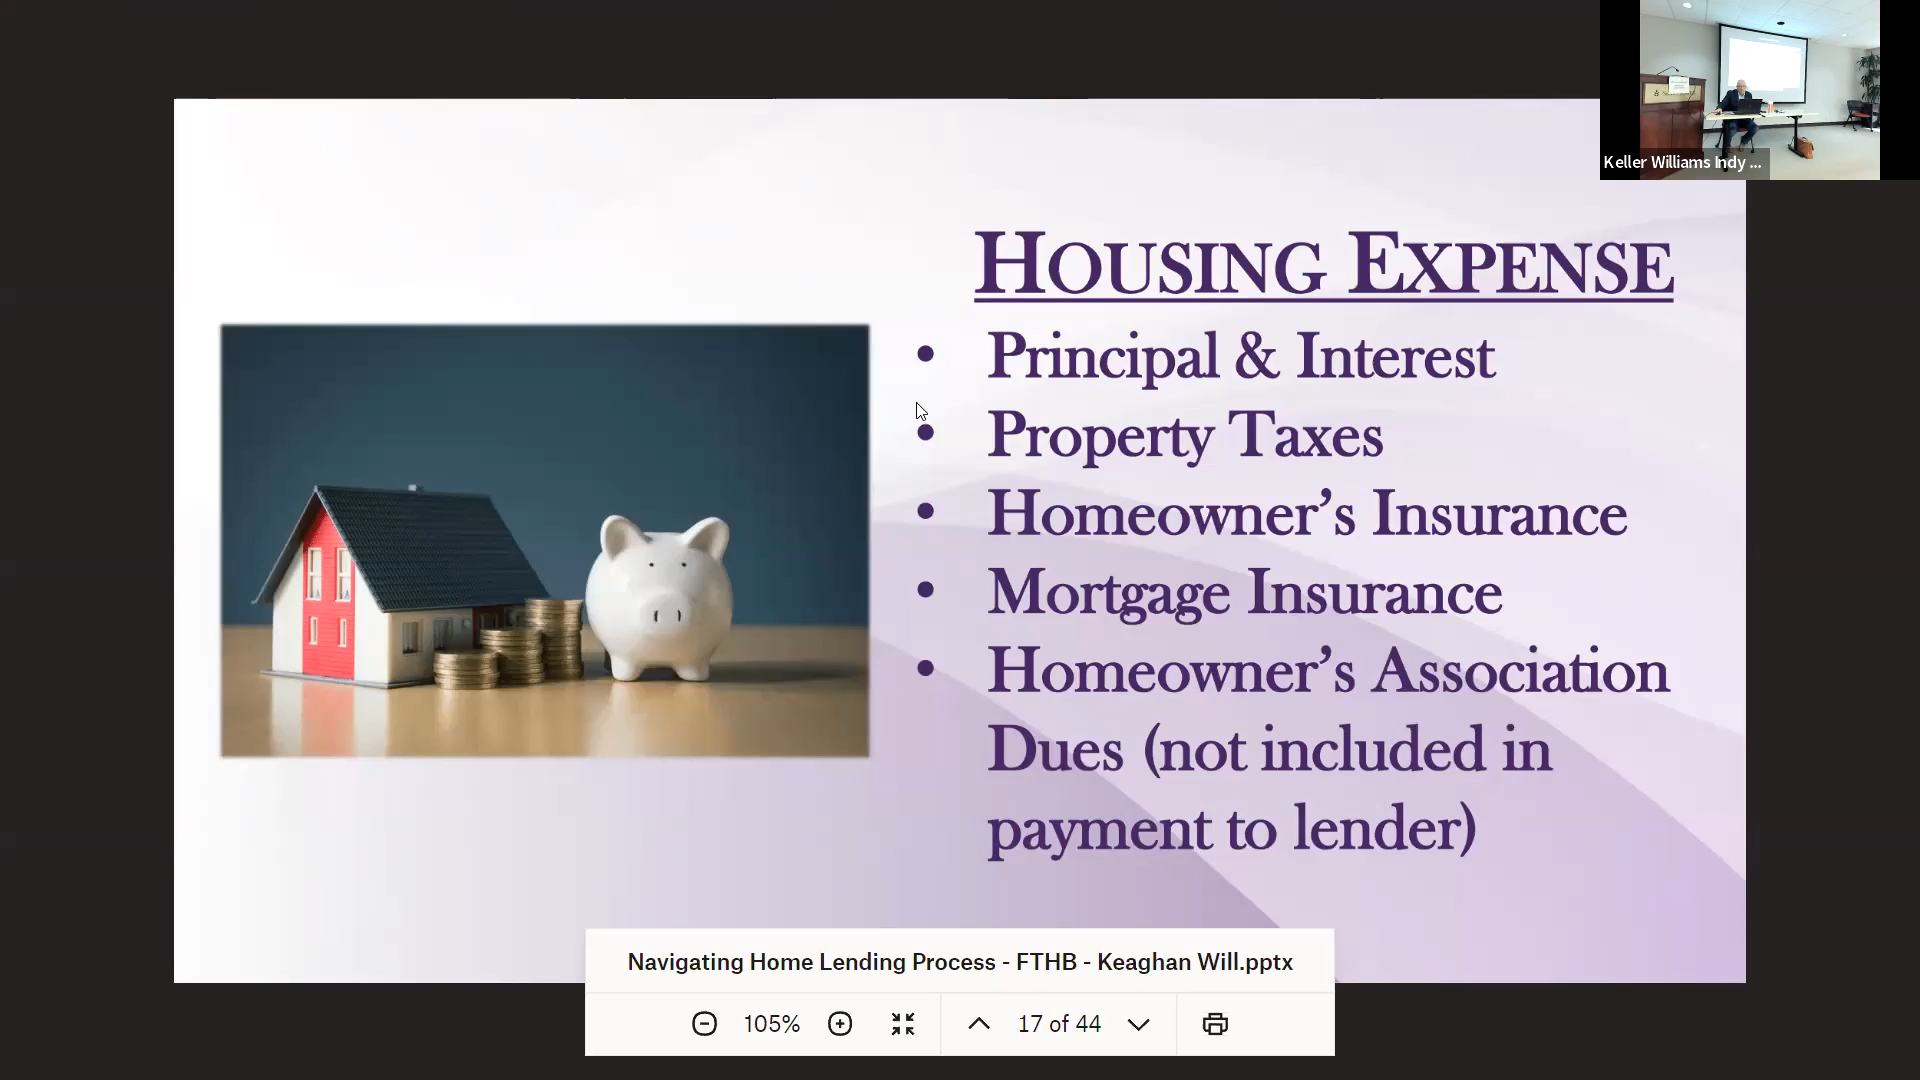 Keller Williams Indy ...
HOUSING EXPENSE
• Principal & Interest
• Property Taxes
• Homeowner’s Insurance
• Mortgage Insurance
• Homeowner’s Association
Dues (not included in
payment to lender)
Navigating Home Lending Process - FTHB - Keaghan Will.pptx
105%
17 of 44